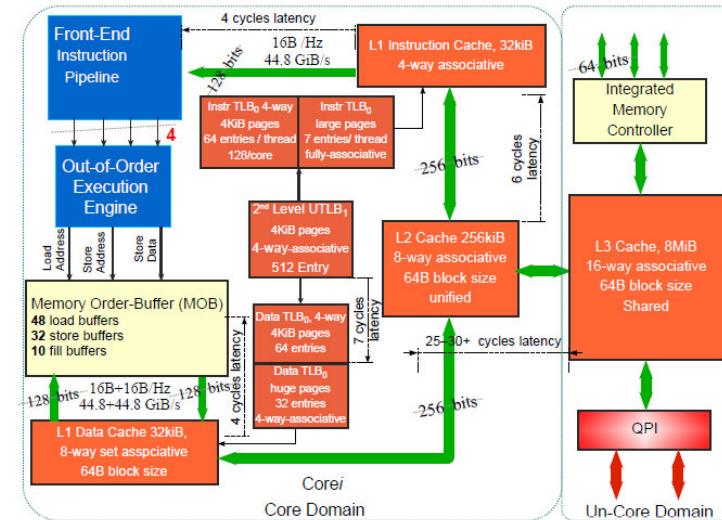 Front-End
Instruction
Pipeline
4 cycles latency
16B /Hz
44.8 GiB/s
128-bits
L1 Instruction Cache, 32kiB
4-way associative
64-bits
Integrated
Memory
Controller
4
Instr TLB₀ 4-way
4KiB pages
64 entries / thread
128/core
Instr TLB₀
large pages
7 entries/ thread
fully-associative
256 bits
6 cycles
latency
Out-of-Order
Execution
Engine
2nd Level UTLB₁
4KiB pages
4-way-associative
512 Entry
L2 Cache 256kiB
8-way associative
64B block size
unified
L3 Cache, 8MiB
16-way associative
64B block size
Shared
Load
Address
Store
Address
Store
Data
Memory Order-Buffer (MOB)
48 load buffers
32 store buffers
10 fill buffers
Data TLB₀, 4-way
4KiB pages
64 entries
7 cycles
latency
25–30+ cycles latency
Data TLB₀
huge pages
32 entries
4-way-associative
4 cycles latency
128-bits
16B+16B/Hz
44.8+44.8 GiB/s
128-bits
256 bits
L1 Data Cache 32kiB,
8-way set asspciative
64B block size
QPI
Corei
Core Domain
Un-Core Domain